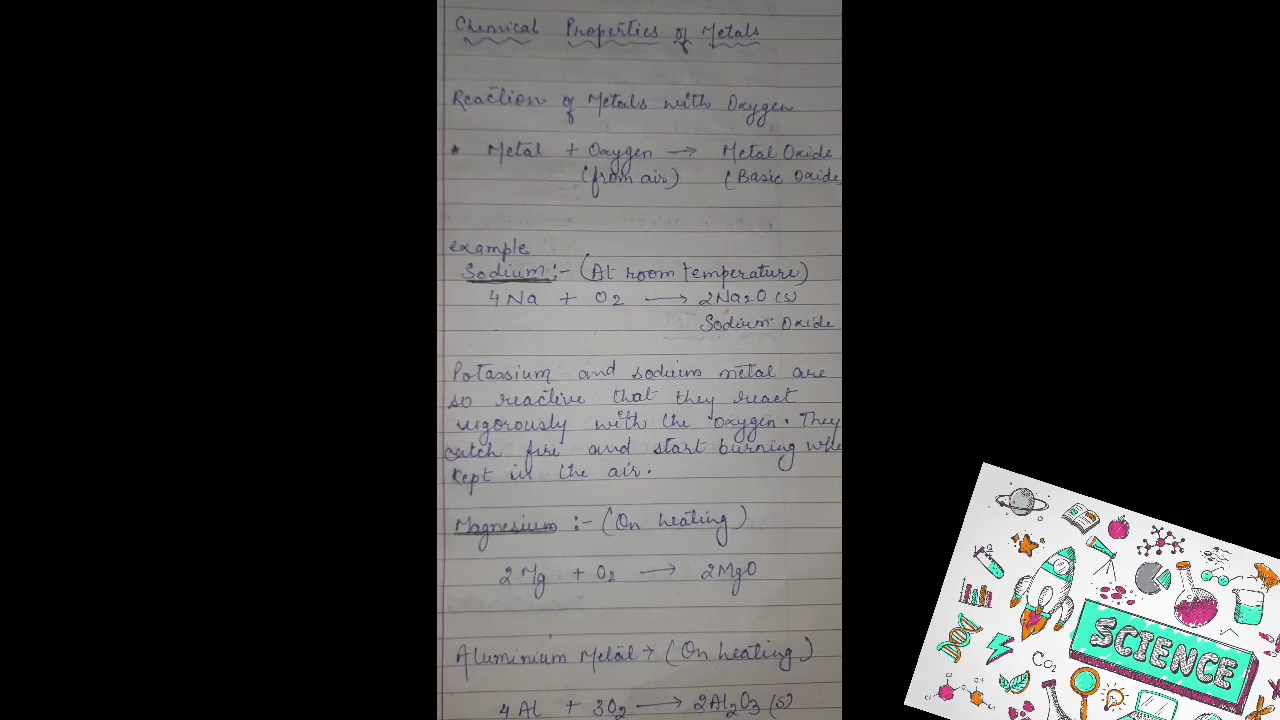 Chemical Properties of Metals
Reaction of Metals with Oxygen
* Metal + Oxygen → Metal Oxide
(from air) (Basic Oxide
example
Sodium :- (At room temperature)
4Na + O2 → 2Na2O (s)
Sodium Oxide
Potassium and sodium metal are
so reactive that they react
vigorously with the oxygen. They
catch fire and start burning whe
kept in the air.
Magnesium :- (On heating)
2Mg + O2 → 2MgO
Aluminium Metal → (On heating)
4Al + 3O2 → 2Al2O3 (s)
CO2
SCIENCE